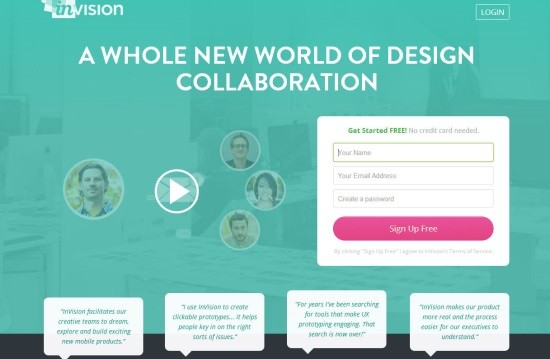 inVISION
LOGIN
A WHOLE NEW WORLD OF DESIGN
COLLABORATION
Get Started FREE! No credit card needed.
Your Name
Your Email Address
Create a password
Sign Up Free
By clicking "Sign Up Free" I agree to InVision's Terms of Service.
"InVision facilitates our
creative teams to dream,
explore and build exciting
new mobile products."
"I use InVision to create
clickable prototypes... It helps
people key in on the right
sorts of issues."
"For years I've been searching
for tools that make UX
prototyping engaging. That
search is now over!"
"InVision makes our product
more real and the process
easier for our executives to
understand."